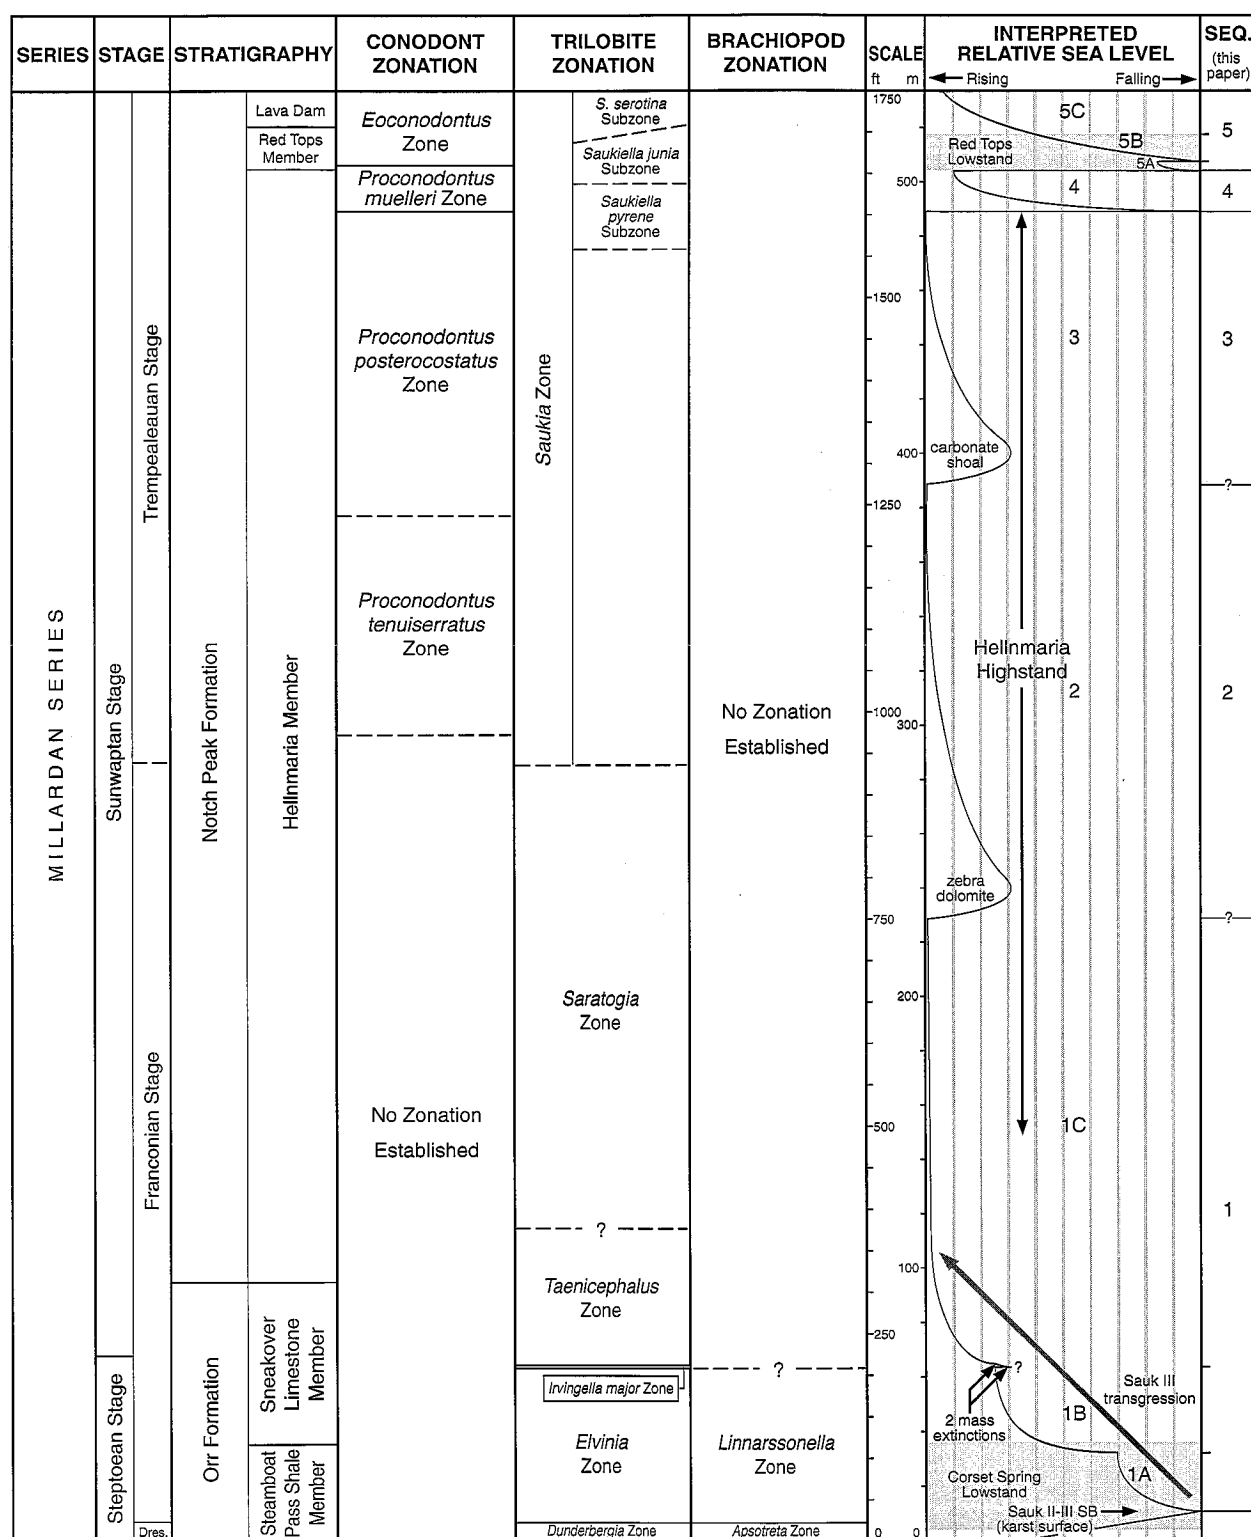 SERIES
STAGE
STRATIGRAPHY
CONODONT
ZONATION
TRILOBITE
ZONATION
BRACHIOPOD
ZONATION
SCALE
ft m
INTERPRETED
RELATIVE SEA LEVEL
Rising Falling
SEQ.
(this
paper)
MILLARDAN SERIES
Sunwaptan Stage
Steptoean Stage
Trempealeauan Stage
Franconian Stage
Dres.
Notch Peak Formation
Orr Formation
Lava Dam
Red Tops
Member
Hellnmaria Member
Sneakover
Limestone
Member
Steamboat
Pass Shale
Member
Eoconodontus
Zone
Proconodontus
muelleri Zone
Proconodontus
posterocostatus
Zone
Proconodontus
tenuiserratus
Zone
No Zonation
Established
S. serotina
Subzone
Saukiella junia
Subzone
Saukiella
pyrene
Subzone
Saukia Zone
Saratogia
Zone
?
Taenicephalus
Zone
Irvingella major Zone
Elvinia
Zone
Dunderbergia Zone
No Zonation
Established
?
Linnarssonella
Zone
Apsotreta Zone
1750
500
1500
400
1250
1000
300
750
200
500
100
250
0 0
5C
5B
Red Tops
Lowstand
5A
4
3
carbonate
shoal
Hellnmaria
Highstand
2
zebra
dolomite
1C
?
Sauk III
transgression
1B
2 mass
extinctions
1A
Corset Spring
Lowstand
Sauk II-III SB
(karst surface)
5
4
3
?
2
?
1